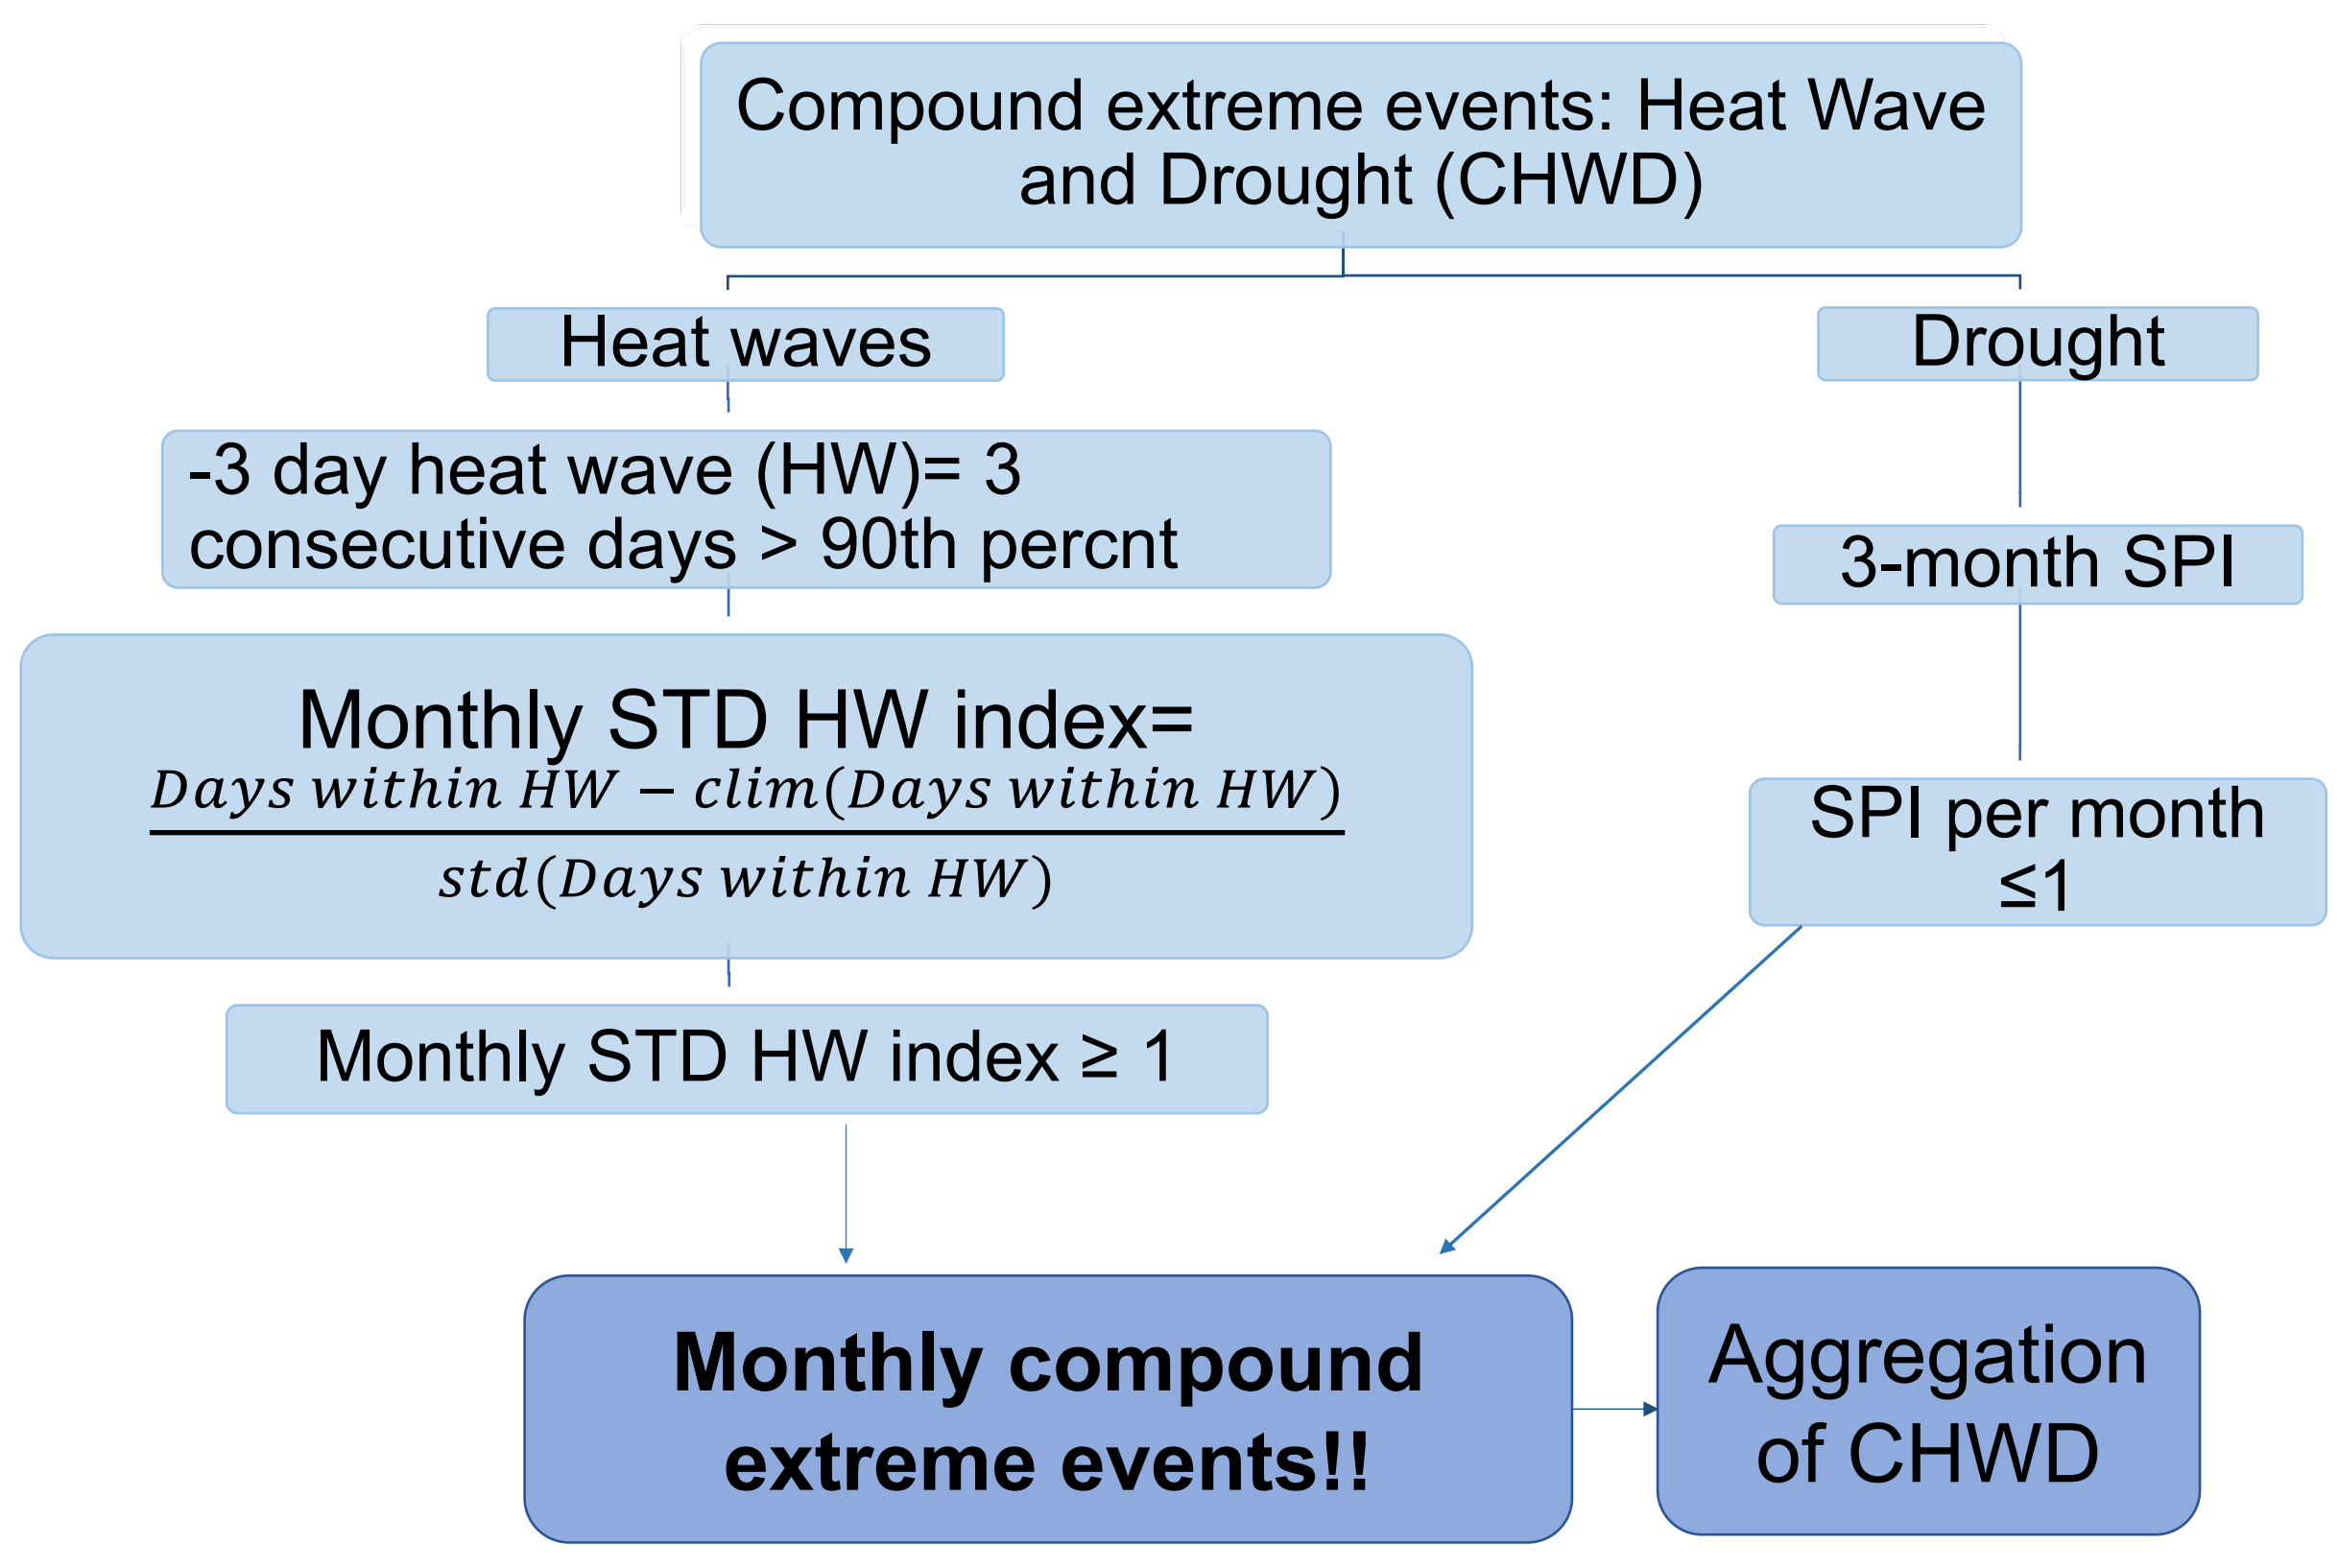 Compound extreme events: Heat Wave
and Drought (CHWD)
Heat waves
Drought
-3 day heat wave (HW)= 3
consecutive days > 90th percnt
3-month SPI
Monthly STD HW index=
Days within HW − clim(Days within HW)
sta(Days within HW)
SPI per month
≤1
Monthly STD HW index ≥ 1
Monthly compound
extreme events!!
Aggregation
of CHWD